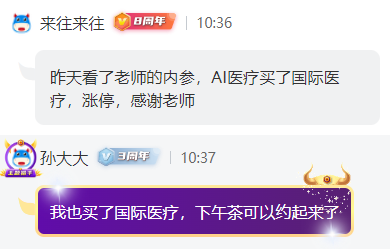 来往来往 8周年 10:36
昨天看了老师的内参，AI医疗买了国际医
疗，涨停，感谢老师
孙大大 3周年 10:37
我也买了国际医疗，下午茶可以约起来了